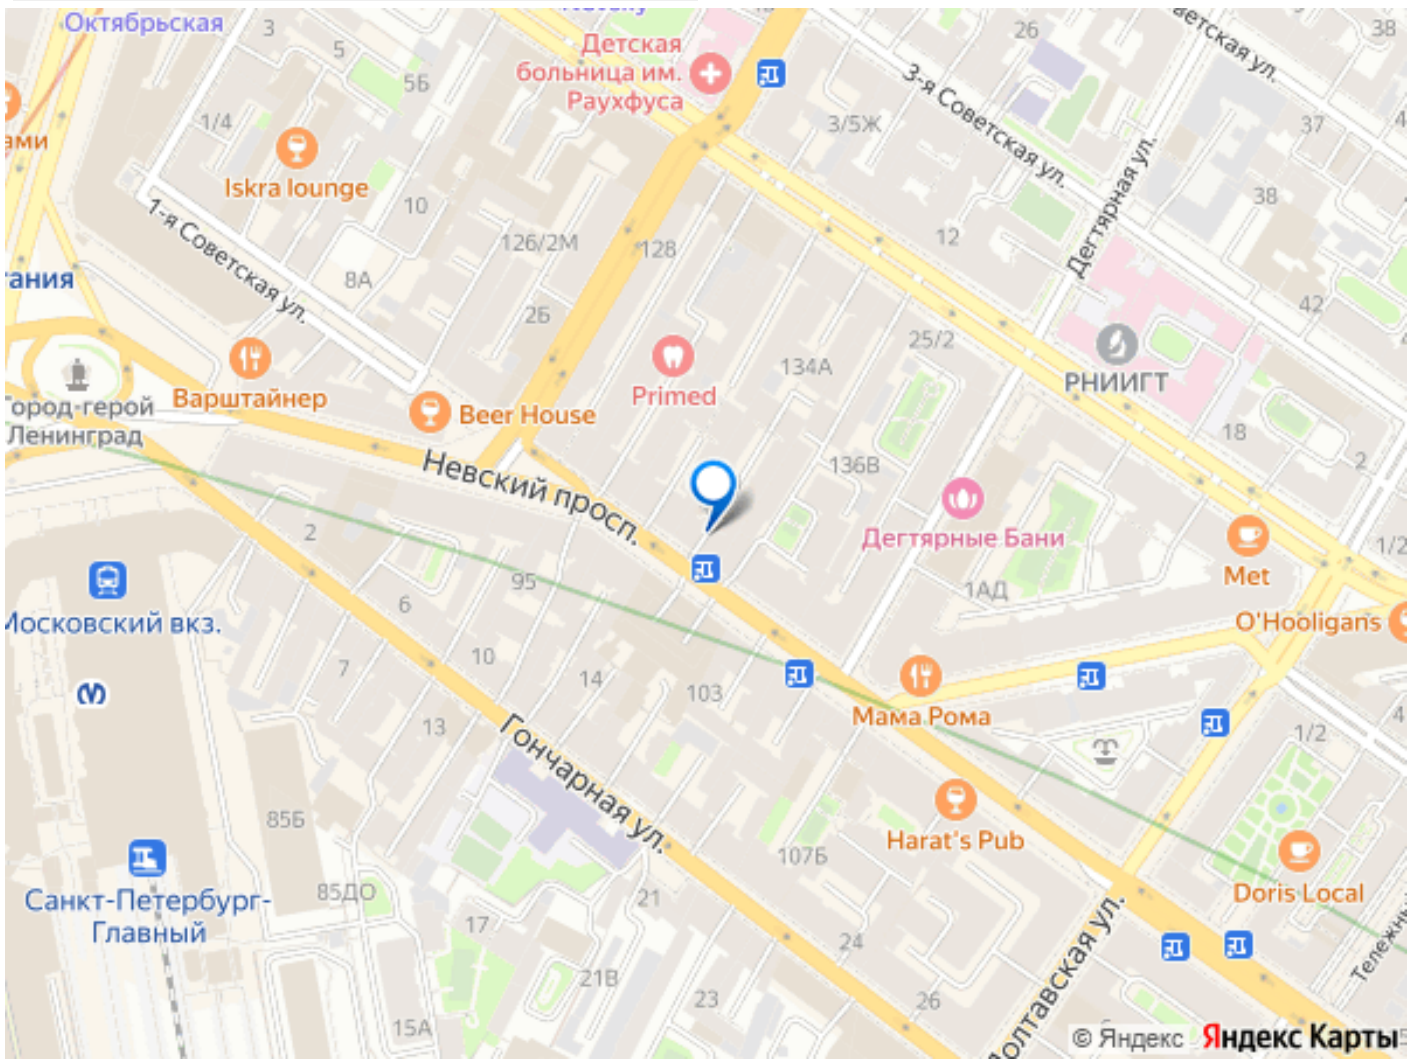 Октябрьская
3
5
5Б
Детская
больница им.
Раухфуса
26
38
3-я Советская ул.
3/5Ж
37
1/4
Iskra lounge
10
126/2М
128
12
Дегтярная ул.
38
1-я Советская ул.
8А
2Б
42
25/2
134А
Primed
РНИИГТ
Варштайнер
Beer House
Ленинград
18
2
Невский просп.
136В
Дегтярные Бани
2
95
1АД
Met
1/2
6
Московский вкз.
O'Hooligans
7
10
14
103
Мама Рома
13
Гончарная ул.
1/2
4
85Б
Harat's Pub
107Б
Санкт-Петербург-
Главный
85ДО
21
17
Doris Local
24
21В
23
26
15А
© Яндекс Яндекс Карты